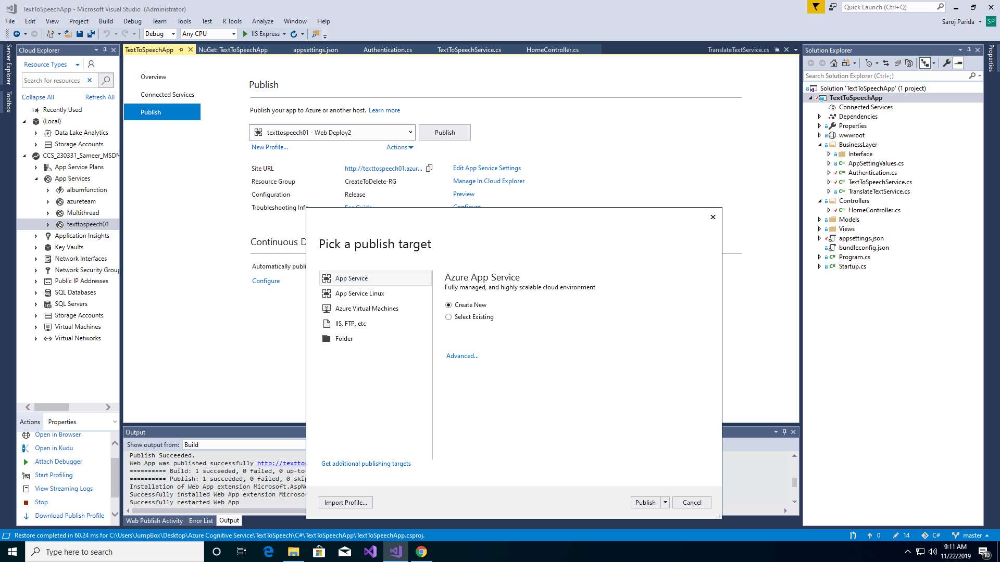 TextToSpeechApp - Microsoft Visual Studio (Administrator)
Quick Launch (Ctrl+Q)
File Edit View Project Build Debug Team Tools Test R Tools Analyze Window Help
Saroj Parida SP
Debug Any CPU IIS Express
Server Explorer
Toolbox
Cloud Explorer
Resource Types
Search for resources
Collapse All Refresh All
Recently Used
(Local)
Data Lake Analytics
Storage Accounts
CCS_230331_Sameer_MSDN
App Service Plans
App Services
albumfunction
azureteam
Multithread
texttospeech01
Application Insights
Key Vaults
Network Interfaces
Network Security Group
Public IP Addresses
SQL Databases
SQL Servers
Storage Accounts
Virtual Machines
Virtual Networks
Actions Properties
Open in Browser
Open in Kudu
Attach Debugger
Start Profiling
View Streaming Logs
Stop
Download Publish Profile
TextToSpeechApp NuGet: TextToSpeechApp appsettings.json Authentication.cs TextToSpeechService.cs HomeController.cs TranslateTextService.cs
Overview
Connected Services
Publish
Publish
Publish your app to Azure or another host. Learn more
texttospeech01 - Web Deploy2 Publish
New Profile... Actions
Site URL http://texttospeech01.azur... Edit App Service Settings
Resource Group CreateToDelete-RG Manage In Cloud Explorer
Configuration Release Preview
Troubleshooting Info See Guide Configure
Continuous D
Automatically publi
Configure
Pick a publish target
App Service
App Service Linux
Azure Virtual Machines
IIS, FTP, etc
Folder
Azure App Service
Fully managed, and highly scalable cloud environment
Create New
Select Existing
Advanced...
Get additional publishing targets
Import Profile... Publish Cancel
Output
Show output from: Build
Publish Succeeded.
Web App was published successfully http://textto
========== Build: 1 succeeded, 0 failed, 0 up-to
========== Publish: 1 succeeded, 0 failed, 0 ski
Installation of Web App extension Microsoft.AspN
Successfully installed Web App extension Microso
Successfully restarted Web App
Web Publish Activity Error List Output
Solution Explorer
Search Solution Explorer (Ctrl+;)
Solution 'TextToSpeechApp' (1 project)
TextToSpeechApp
Connected Services
Dependencies
Properties
wwwroot
BusinessLayer
Interface
C# AppSettingValues.cs
C# Authentication.cs
C# TextToSpeechService.cs
C# TranslateTextService.cs
Controllers
C# HomeController.cs
Models
Views
appsettings.json
bundleconfig.json
C# Program.cs
C# Startup.cs
Properties
Restore completed in 60.24 ms for C:\Users\JumpBox\Desktop\Azure Cognitive Service\TextToSpeech\C#\TextToSpeechApp\TextToSpeechApp.csproj.
0 14 C# master
Type here to search
9:11 AM
11/22/2019
10